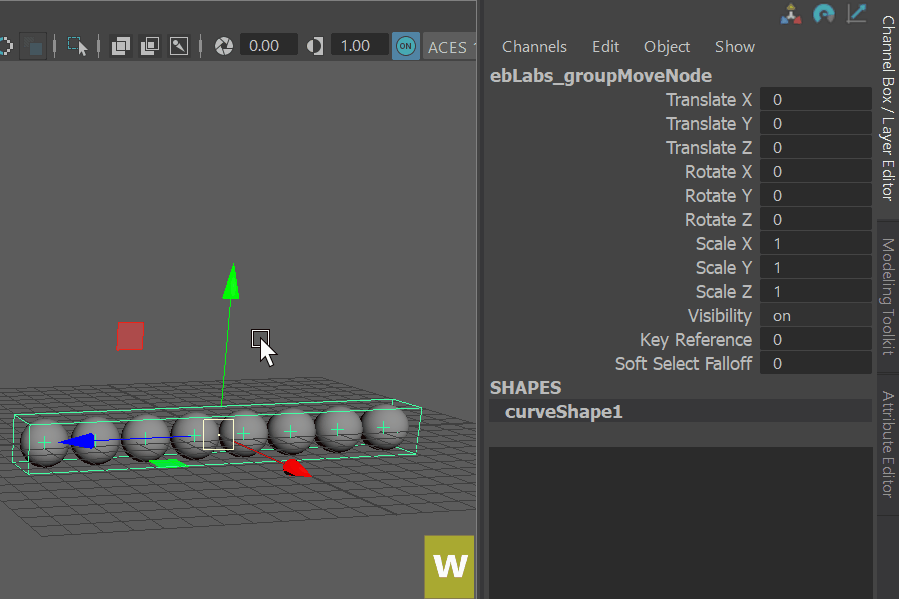 0.00
1.00
ON
ACES
Channels Edit Object Show
ebLabs_groupMoveNode
Translate X 0
Translate Y 0
Translate Z 0
Rotate X 0
Rotate Y 0
Rotate Z 0
Scale X 1
Scale Y 1
Scale Z 1
Visibility on
Key Reference 0
Soft Select Falloff 0
SHAPES
curveShape1
Channel Box / Layer Editor
Modeling Toolkit
Attribute Editor
W